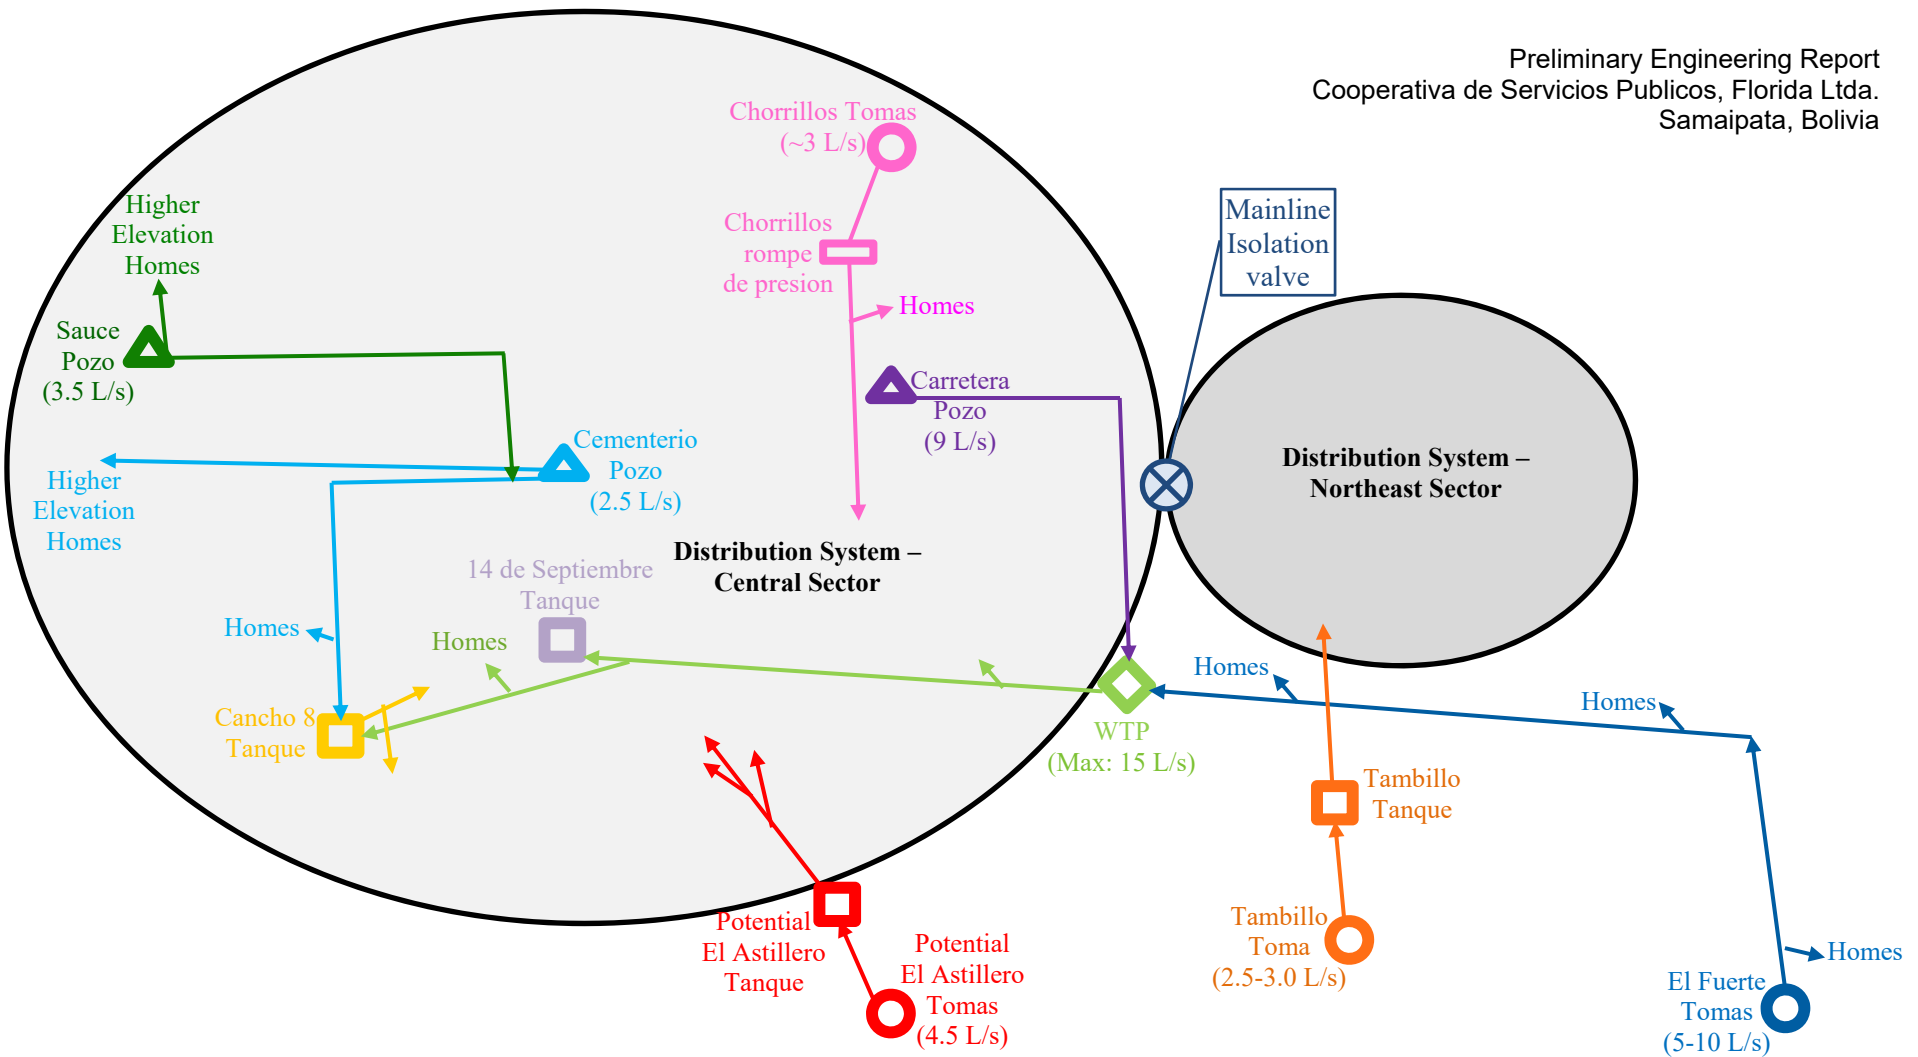 Preliminary Engineering Report
Cooperativa de Servicios Publicos, Florida Ltda.
Samaipata, Bolivia
Chorrillos Tomas
(~3 L/s)
Higher
Elevation
Homes
Chorrillos
rompe
de presion
Mainline
Isolation
valve
Homes
Sauce
Pozo
(3.5 L/s)
Carretera
Pozo
(9 L/s)
Cementerio
Pozo
(2.5 L/s)
Higher
Elevation
Homes
Distribution System –
Northeast Sector
Distribution System –
Central Sector
14 de Septiembre
Tanque
Homes
Homes
Homes
Homes
Cancho 8
Tanque
WTP
(Max: 15 L/s)
Tambillo
Tanque
Potential
El Astillero
Tanque
Potential
El Astillero
Tomas
(4.5 L/s)
Tambillo
Toma
(2.5-3.0 L/s)
Homes
El Fuerte
Tomas
(5-10 L/s)